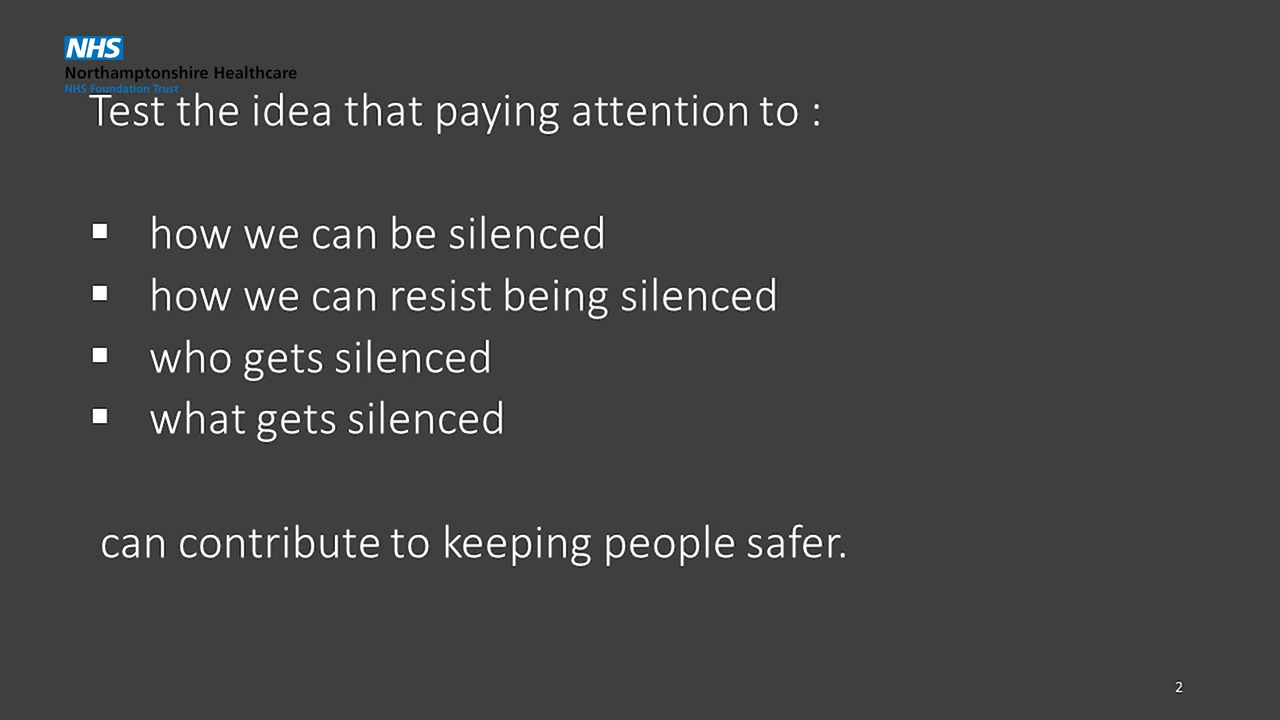 NHS
Northamptonshire Healthcare
NHS Foundation Trust
Test the idea that paying attention to :
▪ how we can be silenced
▪ how we can resist being silenced
▪ who gets silenced
▪ what gets silenced
can contribute to keeping people safer.
2